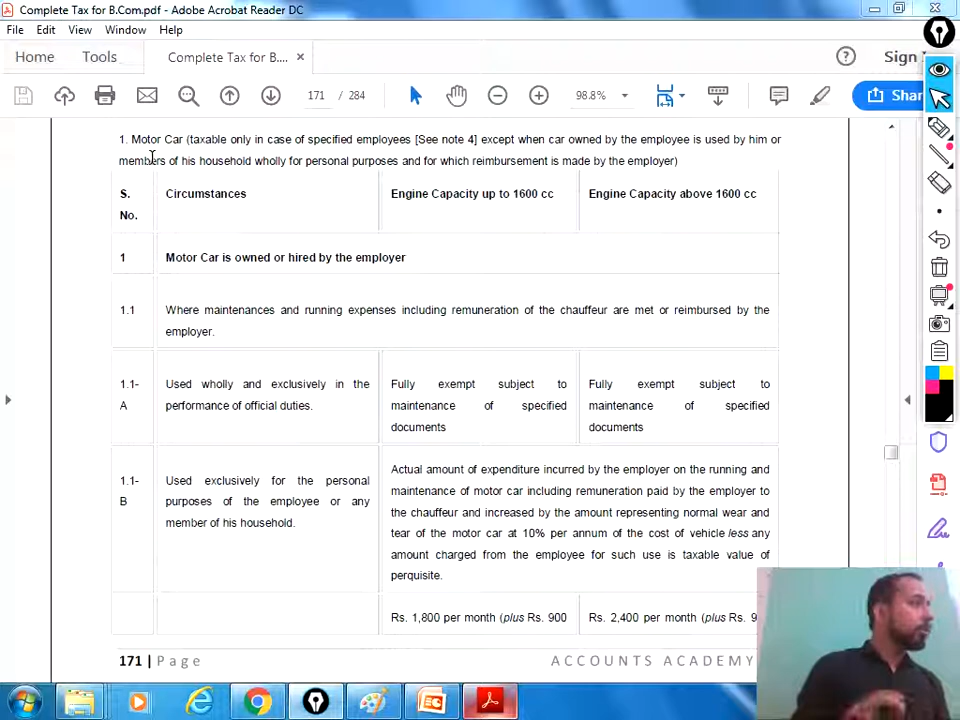 Complete Tax for B.Com.pdf - Adobe Acrobat Reader DC
File Edit View Window Help
Home Tools Complete Tax for B.... × Sign
171 / 284 98.8%
1. Motor Car (taxable only in case of specified employees [See note 4] except when car owned by the employee is used by him or
members of his household wholly for personal purposes and for which reimbursement is made by the employer)
S.
No.
Circumstances
Engine Capacity up to 1600 cc
Engine Capacity above 1600 cc
1 Motor Car is owned or hired by the employer
1.1
Where maintenances and running expenses including remuneration of the chauffeur are met or reimbursed by the
employer.
1.1-
A
Used wholly and exclusively in the
performance of official duties.
Fully exempt subject to
maintenance of specified
documents
Fully exempt subject to
maintenance of specified
documents
1.1-
B
Used exclusively for the personal
purposes of the employee or any
member of his household.
Actual amount of expenditure incurred by the employer on the running and
maintenance of motor car including remuneration paid by the employer to
the chauffeur and increased by the amount representing normal wear and
tear of the motor car at 10% per annum of the cost of vehicle less any
amount charged from the employee for such use is taxable value of
perquisite.
Rs. 1,800 per month (plus Rs. 900
Rs. 2,400 per month (plus Rs.
171 | Page
ACCOUNTS ACADEMY